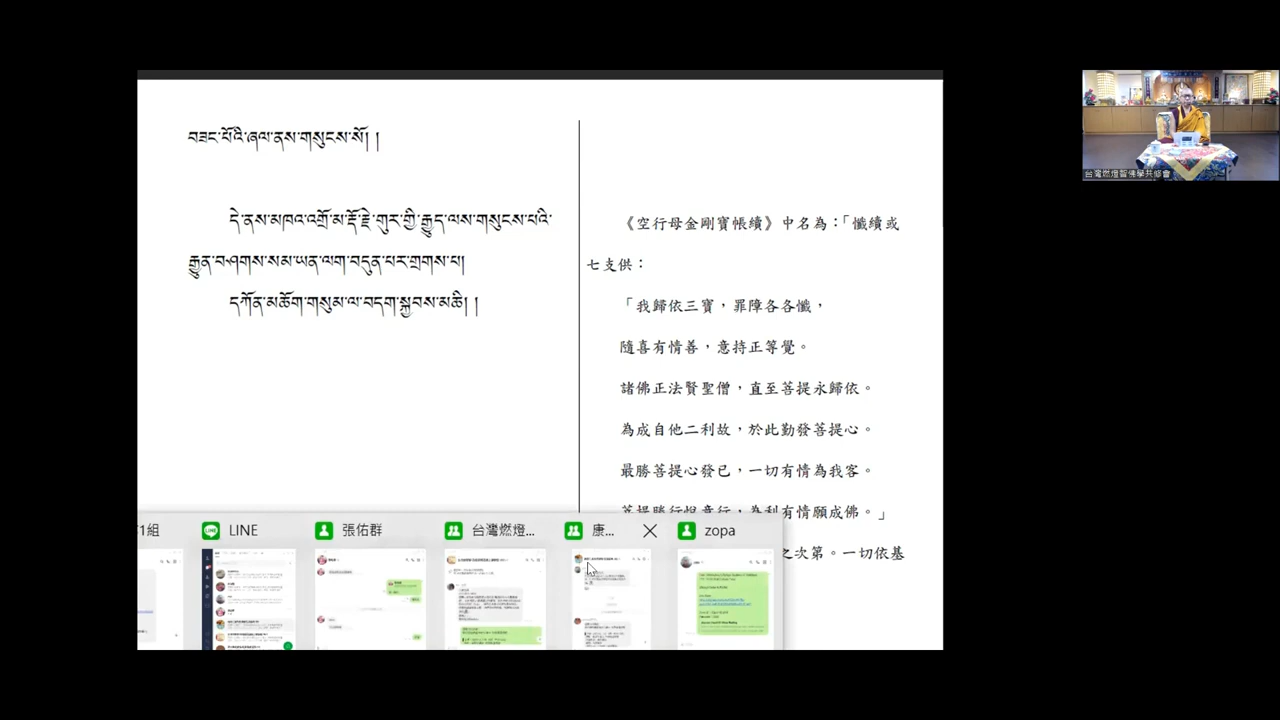 བཟང་པོའི་ཞལ་ནས་གསུངས་སོ། །
དེ་ནས་མཁའ་འགྲོ་མ་རྡོ་རྗེ་གུར་གྱི་རྒྱུད་ལས་གསུངས་པའི་
རྒྱུན་བཤགས་སམ་ཡན་ལག་བདུན་པར་གྲགས་པ།
དཀོན་མཆོག་གསུམ་ལ་བདག་སྐྱབས་མཆི། །
《空行母金剛寶帳續》中名為:「懺續或
七支供:
「我歸依三寶,罪障各各懺,
隨喜有情善,意持正等覺。
諸佛正法賢聖僧,直至菩提永歸依。
為成自他二利故,於此勤發菩提心。
最勝菩提心發已,一切有情為我客。
菩提勝行悅意行,為利有情願成佛。」
之次第。一切依墓
1組
LINE
張佑群
台灣燃燈...
康...
zopa
台灣燃燈智佛學共修會